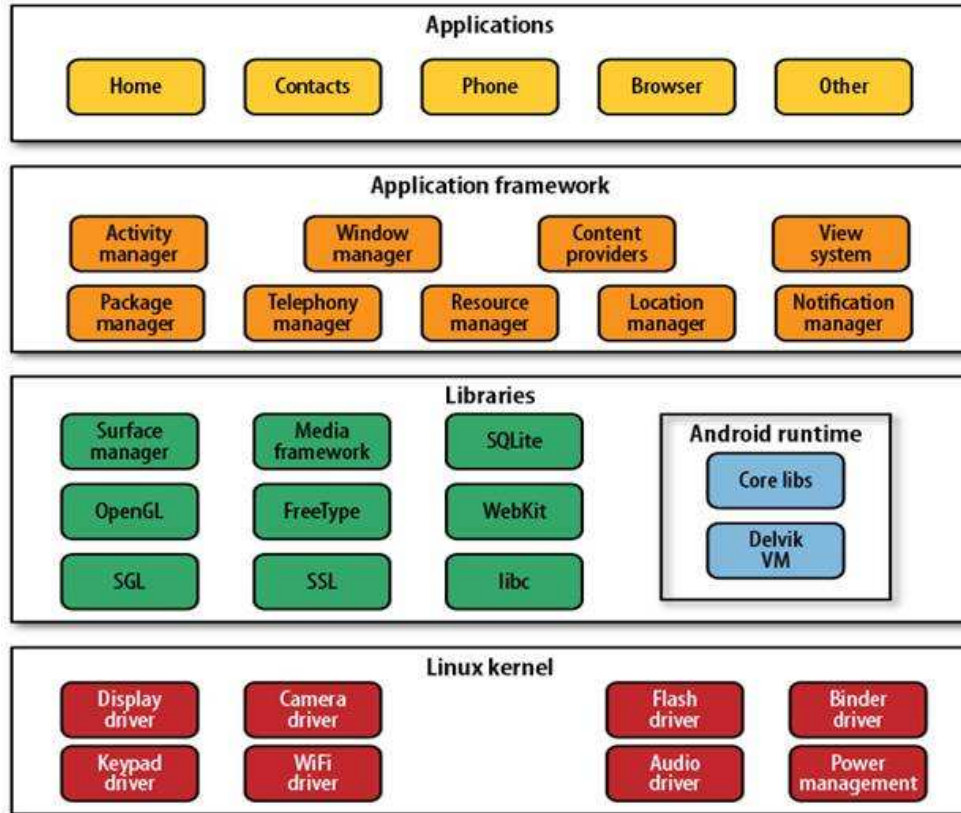 Applications
Home
Contacts
Phone
Browser
Other
Application framework
Activity
manager
Window
manager
Content
providers
View
system
Package
manager
Telephony
manager
Resource
manager
Location
manager
Notification
manager
Libraries
Surface
manager
Media
framework
SQLite
OpenGL
FreeType
WebKit
SGL
SSL
libc
Android runtime
Core libs
Delvik
VM
Linux kernel
Display
driver
Camera
driver
Flash
driver
Binder
driver
Keypad
driver
WiFi
driver
Audio
driver
Power
management